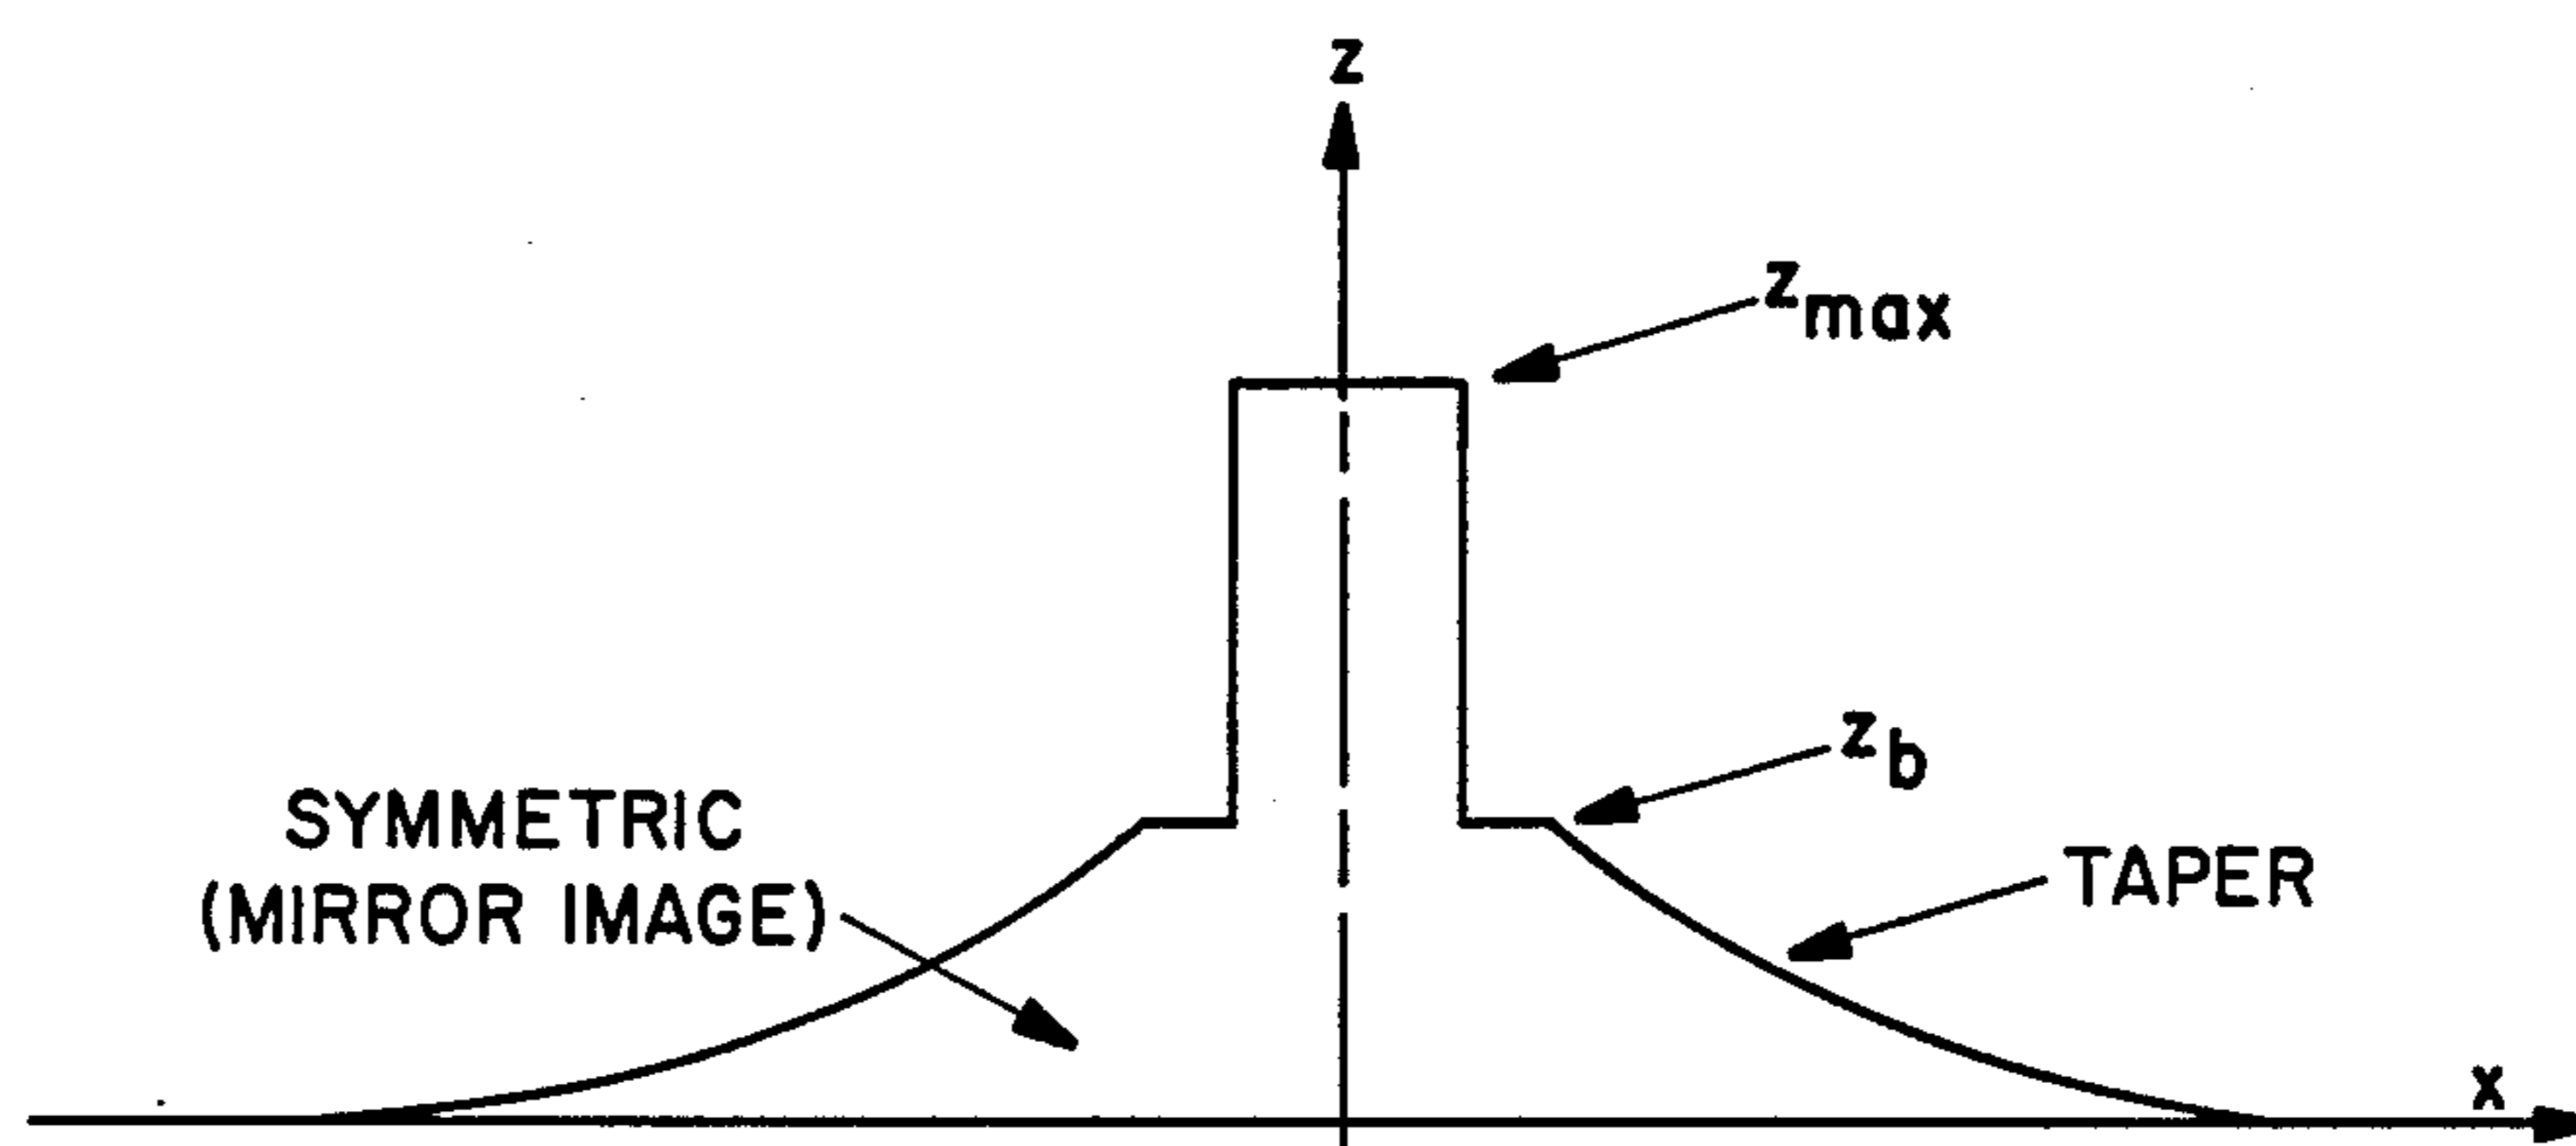 z
z_max
z_b
SYMMETRIC
(MIRROR IMAGE)
TAPER
x